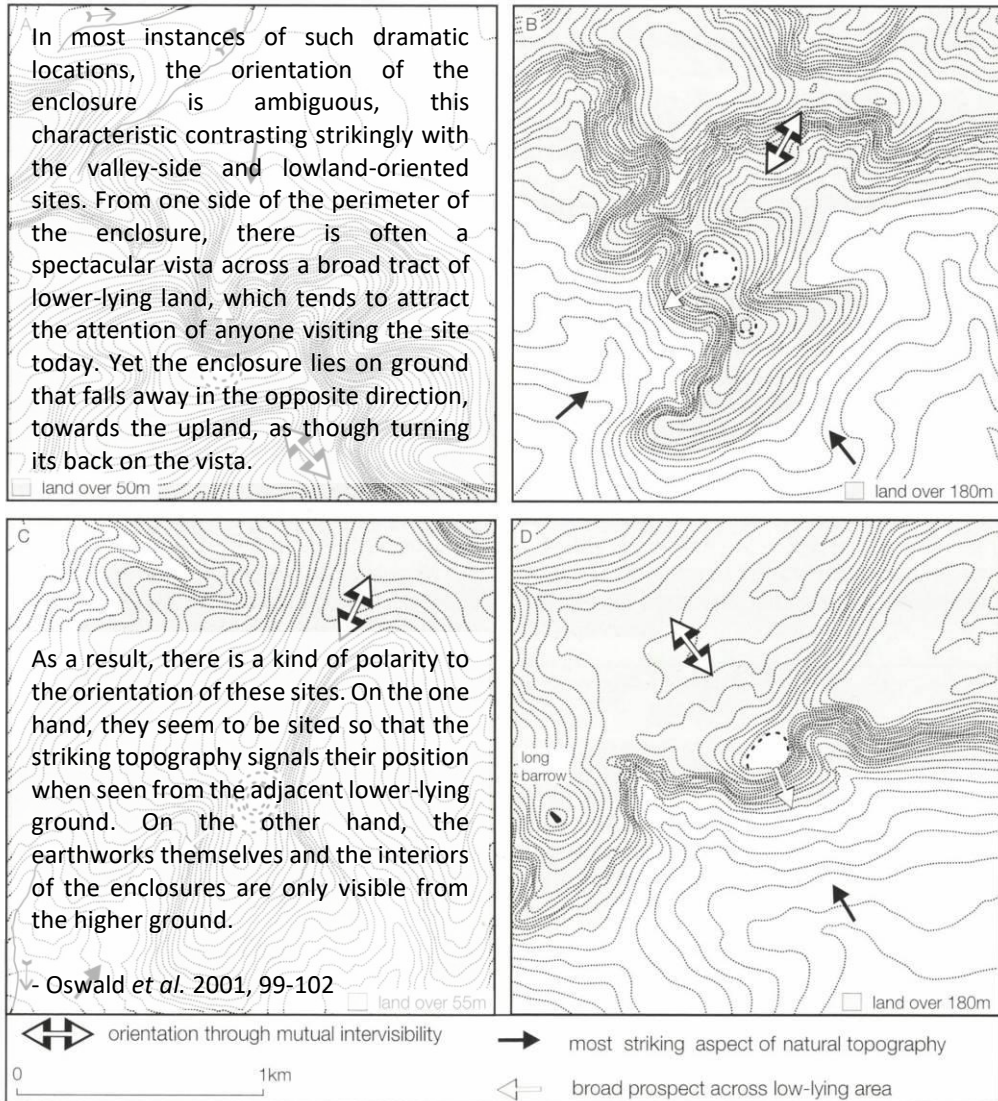 A
In most instances of such dramatic
locations, the orientation of the
enclosure is ambiguous, this
characteristic contrasting strikingly with
the valley-side and lowland-oriented
sites. From one side of the perimeter of
the enclosure, there is often a
spectacular vista across a broad tract of
lower-lying land, which tends to attract
the attention of anyone visiting the site
today. Yet the enclosure lies on ground
that falls away in the opposite direction,
towards the upland, as though turning
its back on the vista.
land over 50m
B
land over 180m
C
As a result, there is a kind of polarity to
the orientation of these sites. On the one
hand, they seem to be sited so that the
striking topography signals their position
when seen from the adjacent lower-lying
ground. On the other hand, the
earthworks themselves and the interiors
of the enclosures are only visible from
the higher ground.
- Oswald et al. 2001, 99-102
land over 55m
D
long
barrow
land over 180m
orientation through mutual intervisibility
most striking aspect of natural topography
0
1km
broad prospect across low-lying area